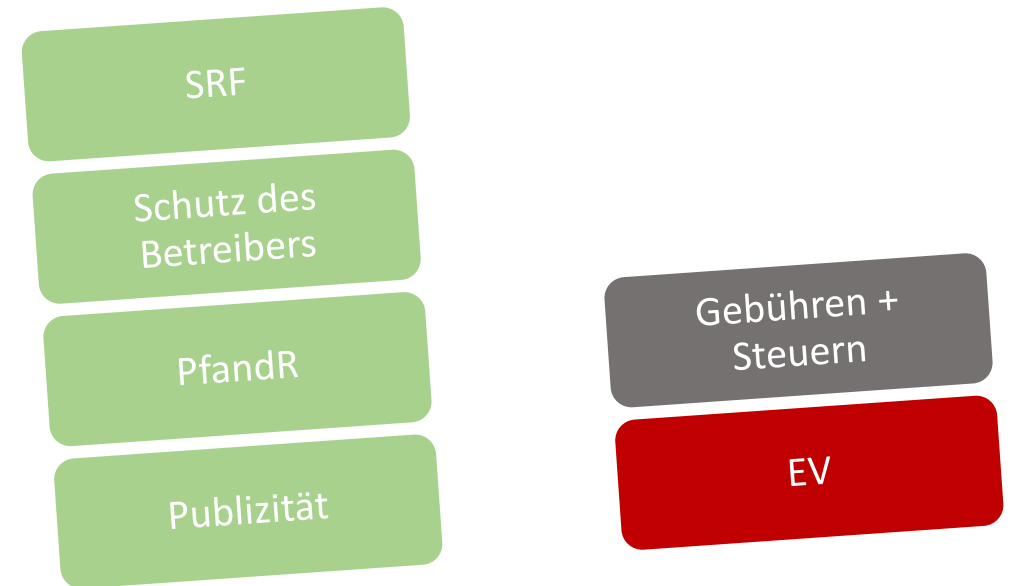 SRF
Schutz des
Betreibers
PfandR
Publizität
Gebühren +
Steuern
EV